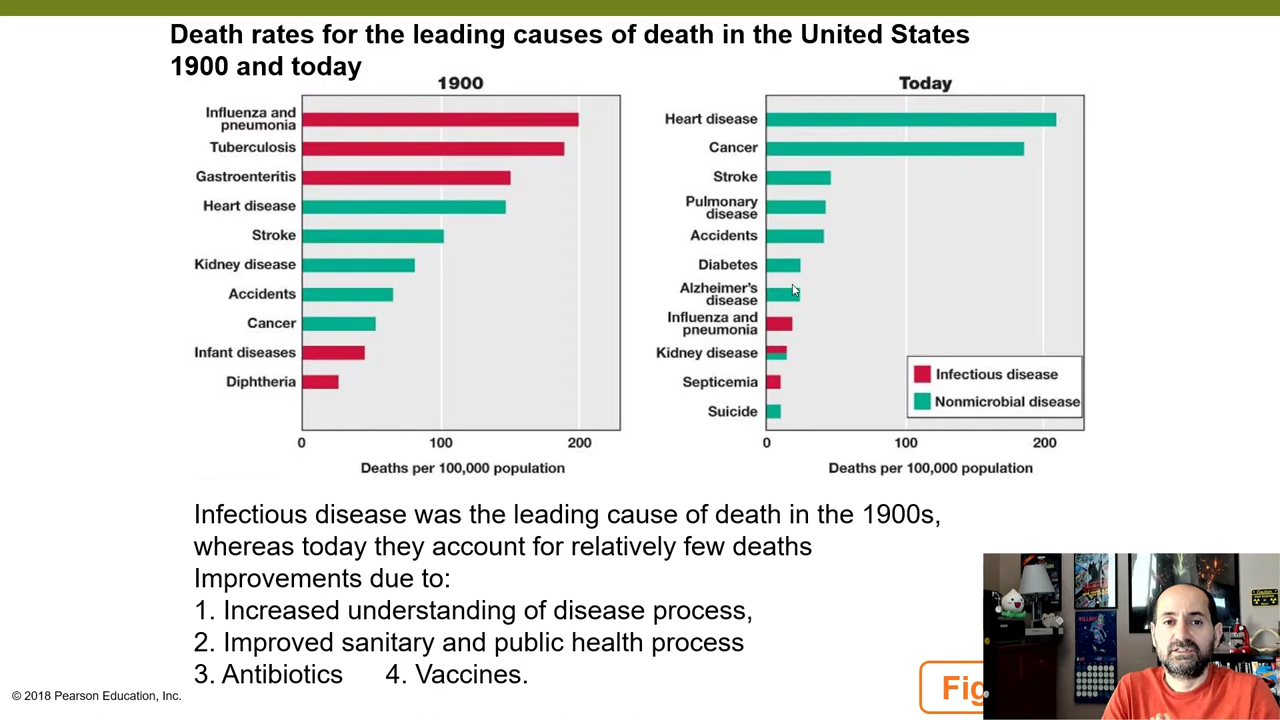 Death rates for the leading causes of death in the United States
1900 and today
1900
Influenza and
pneumonia
Tuberculosis
Gastroenteritis
Heart disease
Stroke
Kidney disease
Accidents
Cancer
Infant diseases
Diphtheria
0
100
200
Deaths per 100,000 population
Today
Heart disease
Cancer
Stroke
Pulmonary
disease
Accidents
Diabetes
Alzheimer's
disease
Influenza and
pneumonia
Kidney disease
Septicemia
Suicide
Infectious disease
Nonmicrobial disease
0
100
200
Deaths per 100,000 population
Infectious disease was the leading cause of death in the 1900s,
whereas today they account for relatively few deaths
Improvements due to:
1. Increased understanding of disease process,
2. Improved sanitary and public health process
3. Antibiotics 4. Vaccines.
© 2018 Pearson Education, Inc.
Fig